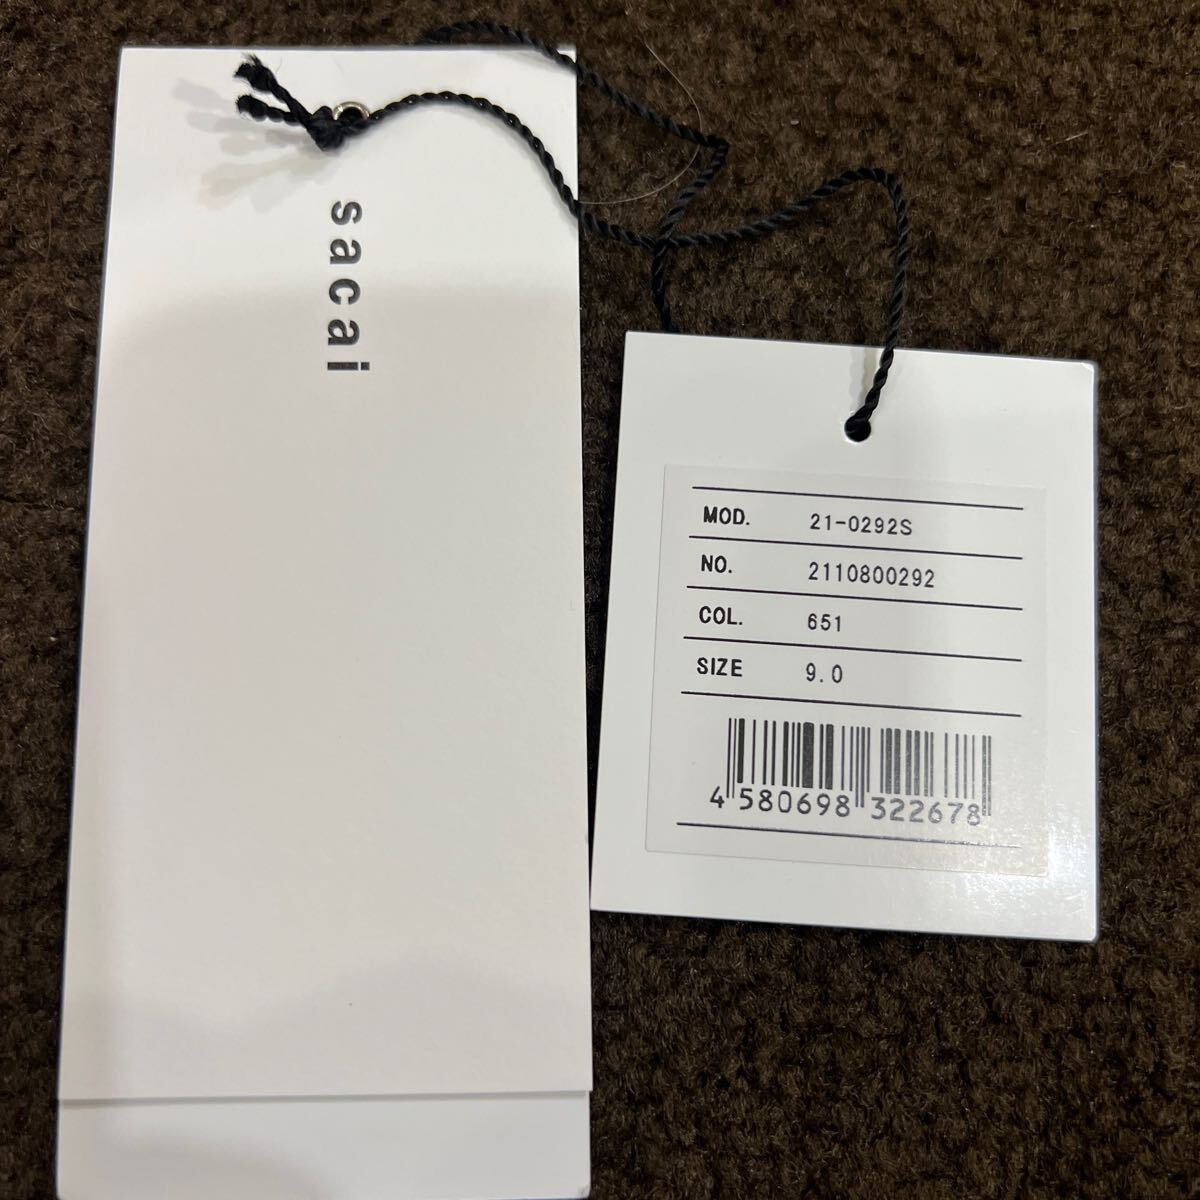 sacai
MOD. 21-0292S
NO. 2110800292
COL. 651
SIZE 9.0
4 580698 322678